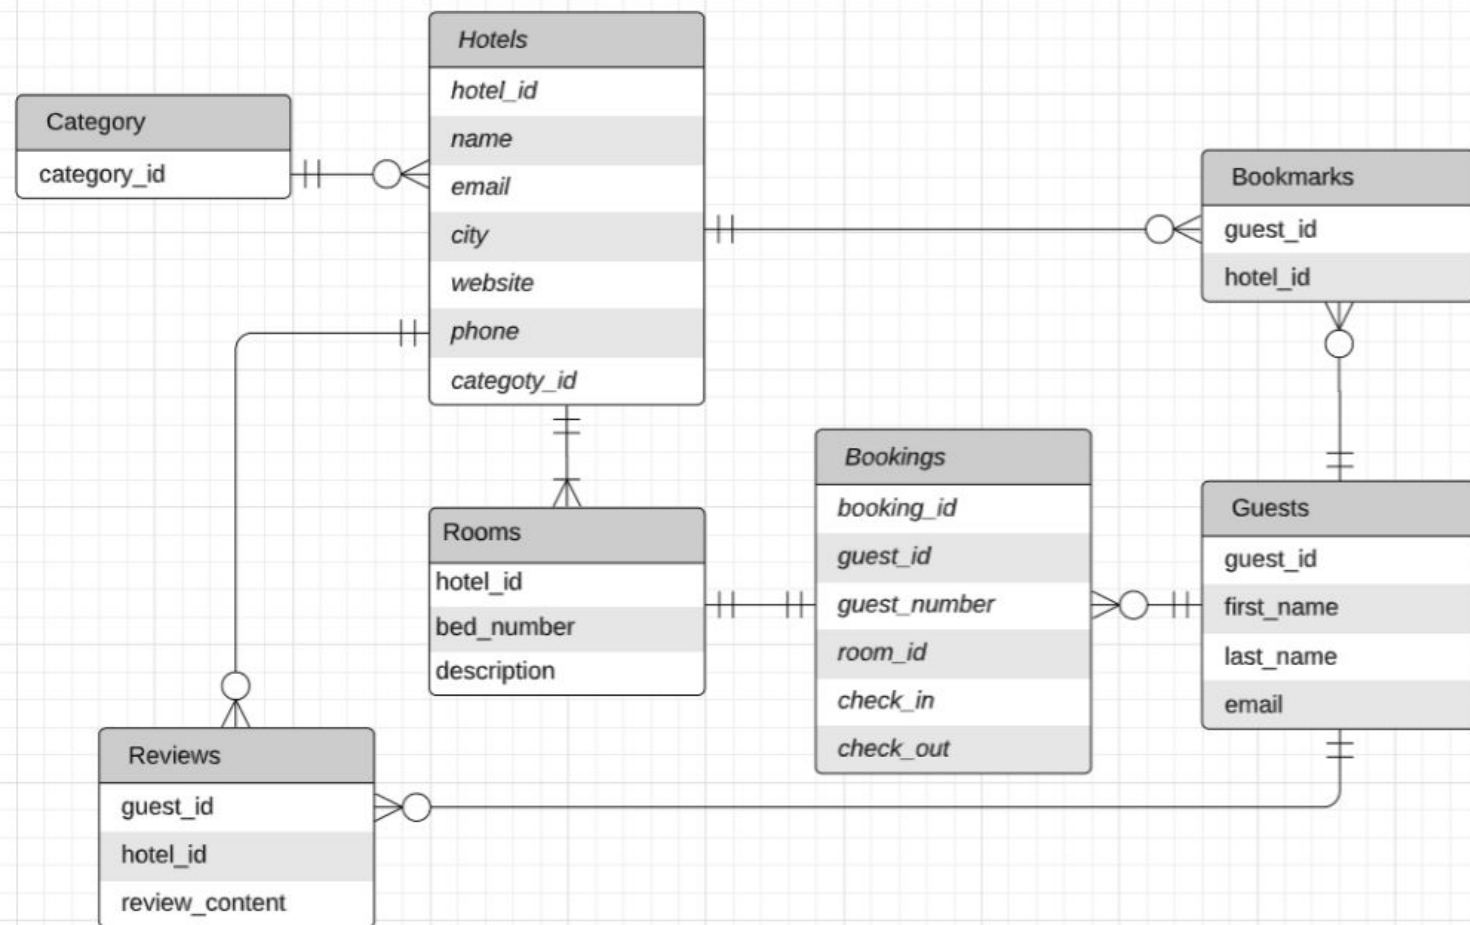 Hotels
hotel_id
name
email
city
website
phone
categoty_id
Category
category_id
Bookmarks
guest_id
hotel_id
Bookings
booking_id
guest_id
guest_number
room_id
check_in
check_out
Guests
guest_id
first_name
last_name
email
Rooms
hotel_id
bed_number
description
Reviews
guest_id
hotel_id
review_content